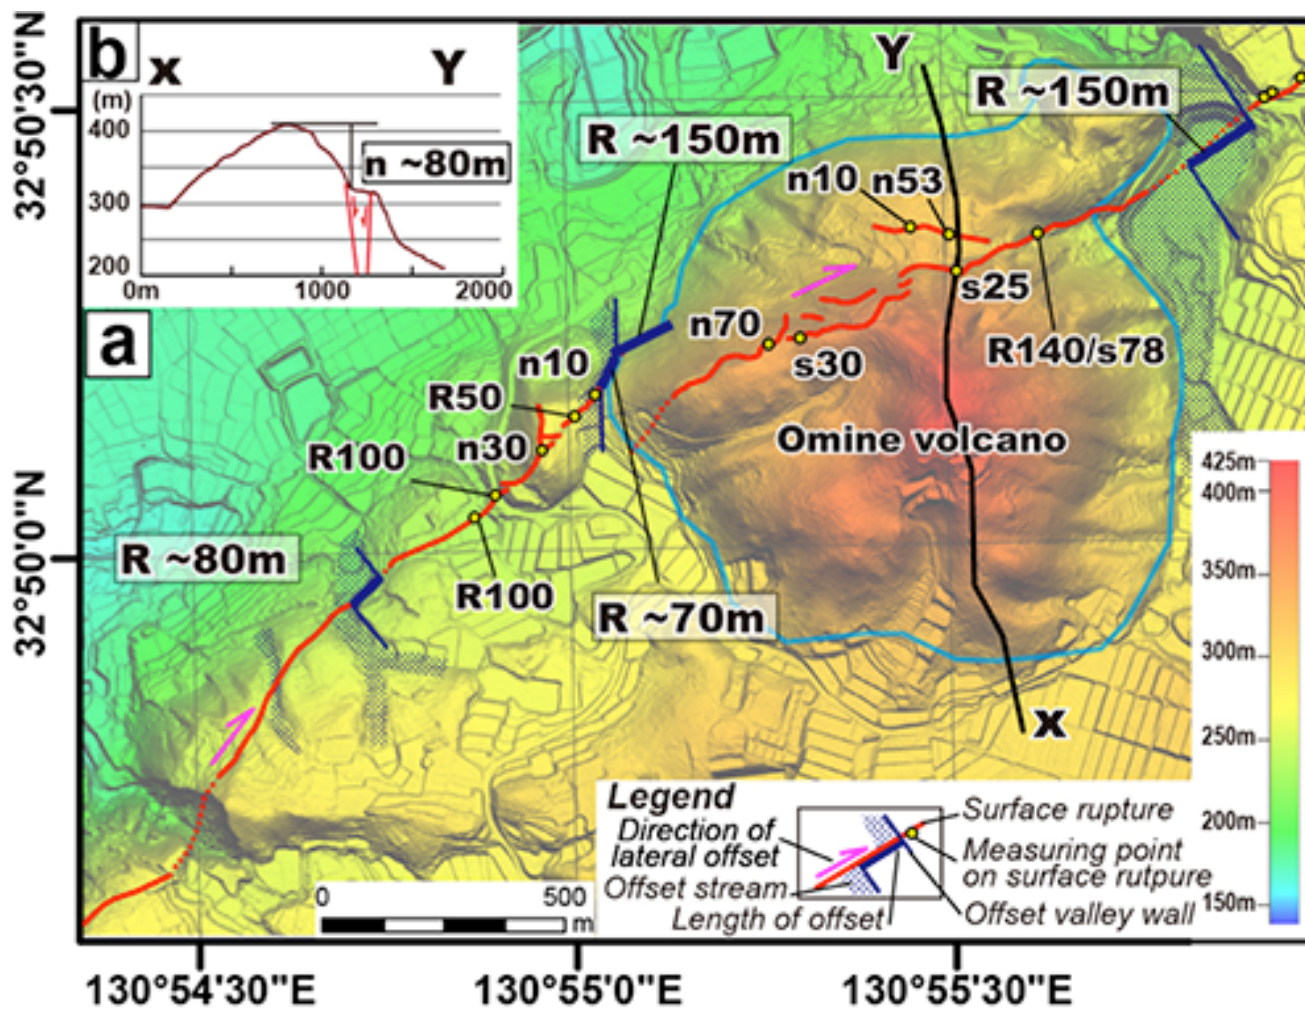 b
x
Y
(m)
400
300
200
0m
1000
2000
n ~80m
a
32°50'30"N
32°50'0"N
Y
R ~150m
R ~150m
n10
n53
s25
n70
s30
R140/s78
n10
R50
n30
R100
Omine volcano
R ~80m
R100
R ~70m
x
425m
400m
350m
300m
250m
200m
150m
Legend
Direction of
lateral offset
Offset stream
Length of offset
Surface rupture
Measuring point
on surface rutpure
Offset valley wall
0
500
m
130°54'30"E
130°55'0"E
130°55'30"E